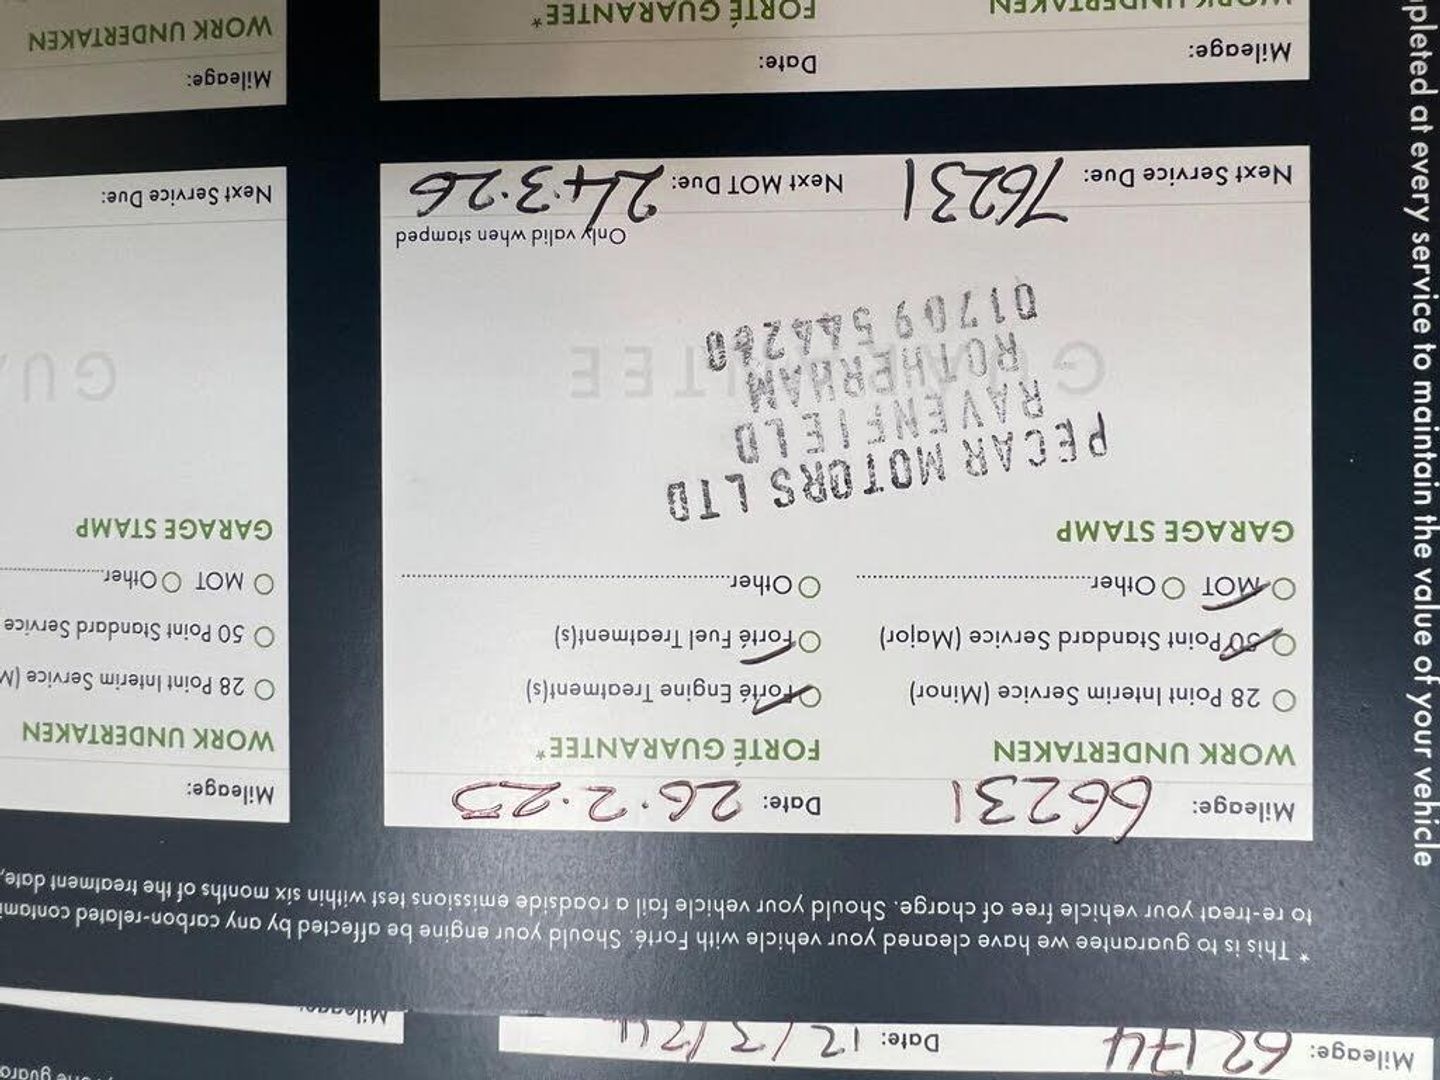 Mileage: 62174 Date: 12/3/24
Mileage:
* This is to guarantee we have cleaned your vehicle with Forté. Should your engine be affected by any carbon-related
to re-treat your vehicle free of charge. Should your vehicle fail a roadside emissions test within six months of the treatment date,
Mileage: 66231 Date: 26.2.25
WORK UNDERTAKEN FORTÉ GUARANTEE*
28 Point Interim Service (Minor) Forté Engine Treatment(s)
50 Point Standard Service (Major) Forté Fuel Treatment(s)
MOT Other Other
GARAGE STAMP
PECAR MOTORS LTD
RAVENFIELD
ROTHERHAM
01709 544280
GUARANTEE
Only valid when stamped
Next Service Due: 76231 Next MOT Due: 24.3.26
Mileage: Date:
WORK UNDERTAKEN FORTÉ GUARANTEE*
Mileage:
WORK UNDERTAKEN
28 Point Interim Service (M
50 Point Standard Service
MOT Other
GARAGE STAMP
GUA
Next Service Due:
Mileage:
WORK UNDERTAKEN
mpleted at every service to maintain the value of your vehicle